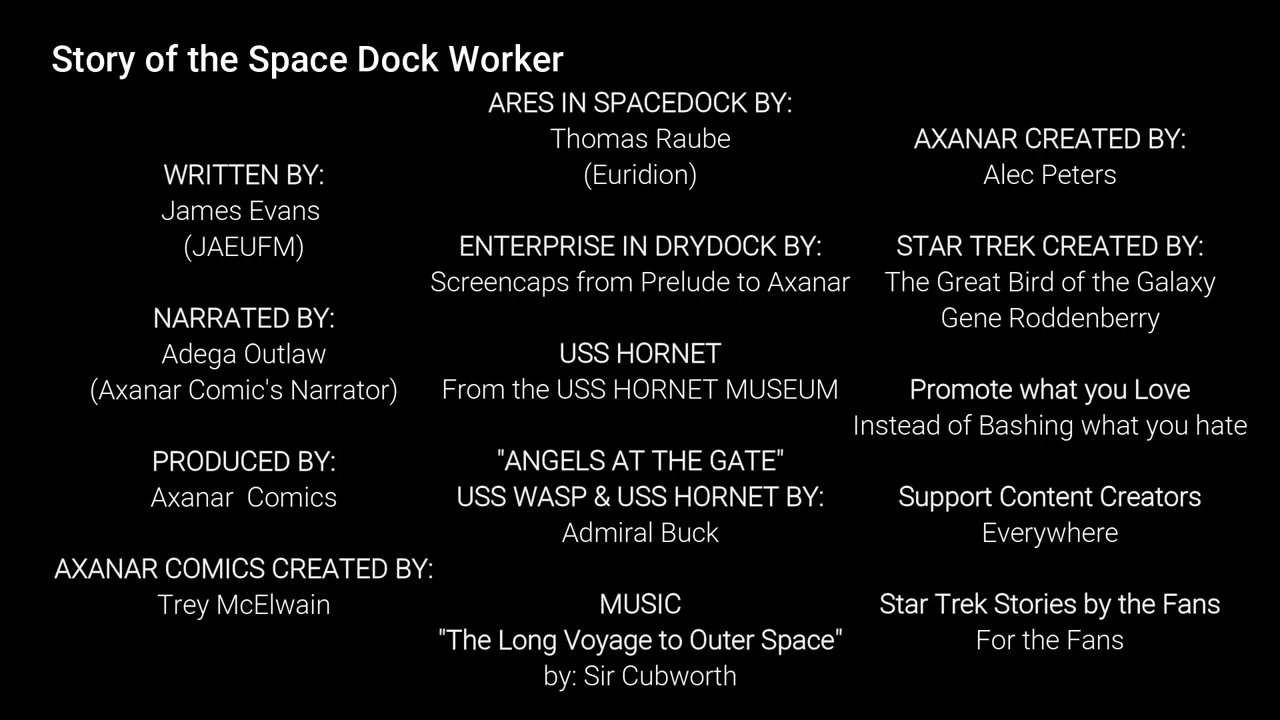 Story of the Space Dock Worker
WRITTEN BY:
James Evans
(JAEUFM)
NARRATED BY:
Adega Outlaw
(Axanar Comic's Narrator)
PRODUCED BY:
Axanar  Comics
AXANAR COMICS CREATED BY:
Trey McElwain
ARES IN SPACEDOCK BY:
Thomas Raube
(Euridion)
ENTERPRISE IN DRYDOCK BY:
Screencaps from Prelude to Axanar
USS HORNET
From the USS HORNET MUSEUM
"ANGELS AT THE GATE"
USS WASP & USS HORNET BY:
Admiral Buck
MUSIC
"The Long Voyage to Outer Space"
by: Sir Cubworth
AXANAR CREATED BY:
Alec Peters
STAR TREK CREATED BY:
The Great Bird of the Galaxy
Gene Roddenberry
Promote what you Love
Instead of Bashing what you hate
Support Content Creators
Everywhere
Star Trek Stories by the Fans
For the Fans